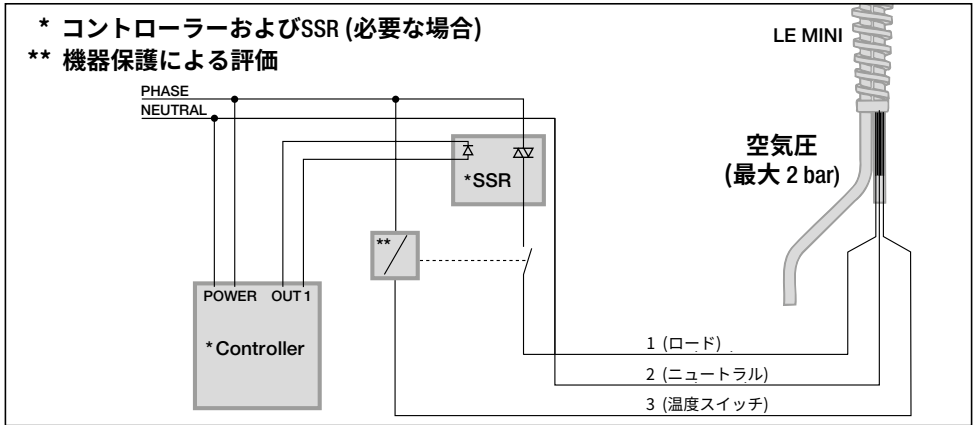 * コントローラーおよびSSR (必要な場合)
** 機器保護による評価
LE MINI
PHASE
NEUTRAL
空気圧
(最大 2 bar)
*SSR
**
POWER OUT 1
*Controller
1 (ロード)
2 (ニュートラル)
3 (温度スイッチ)